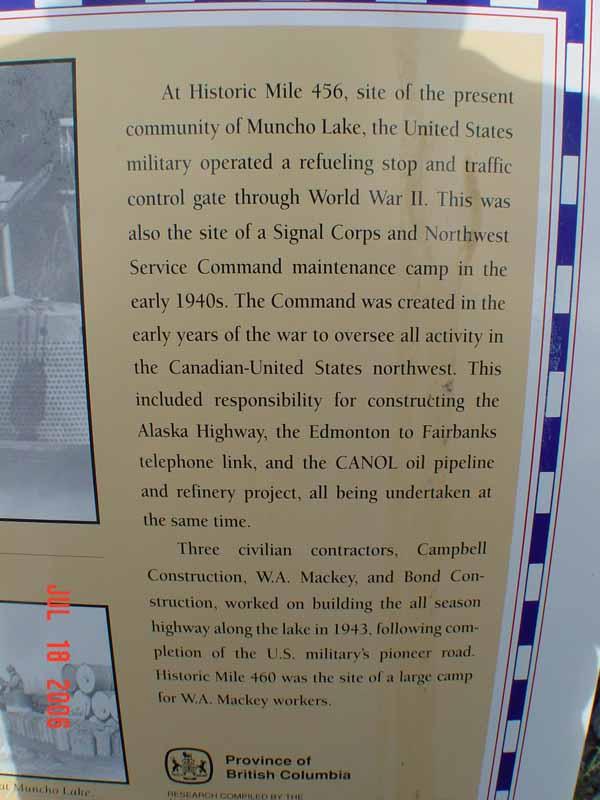 At Historic Mile 456, site of the present
community of Muncho Lake, the United States
military operated a refueling stop and traffic
control gate through World War II. This was
also the site of a Signal Corps and Northwest
Service Command maintenance camp in the
early 1940s. The Command was created in the
early years of the war to oversee all activity in
the Canadian-United States northwest. This
included responsibility for constructing the
Alaska Highway, the Edmonton to Fairbanks
telephone link, and the CANOL oil pipeline
and refinery project, all being undertaken at
the same time.
Three civilian contractors, Campbell
Construction, W.A. Mackey, and Bond Con-
struction, worked on building the all season
highway along the lake in 1943, following com-
pletion of the U.S. military's pioneer road.
Historic Mile 460 was the site of a large camp
for W.A. Mackey workers.
JUL 18 2006
at Muncho Lake.
Province of
British Columbia
RESEARCH COMPILED BY THE